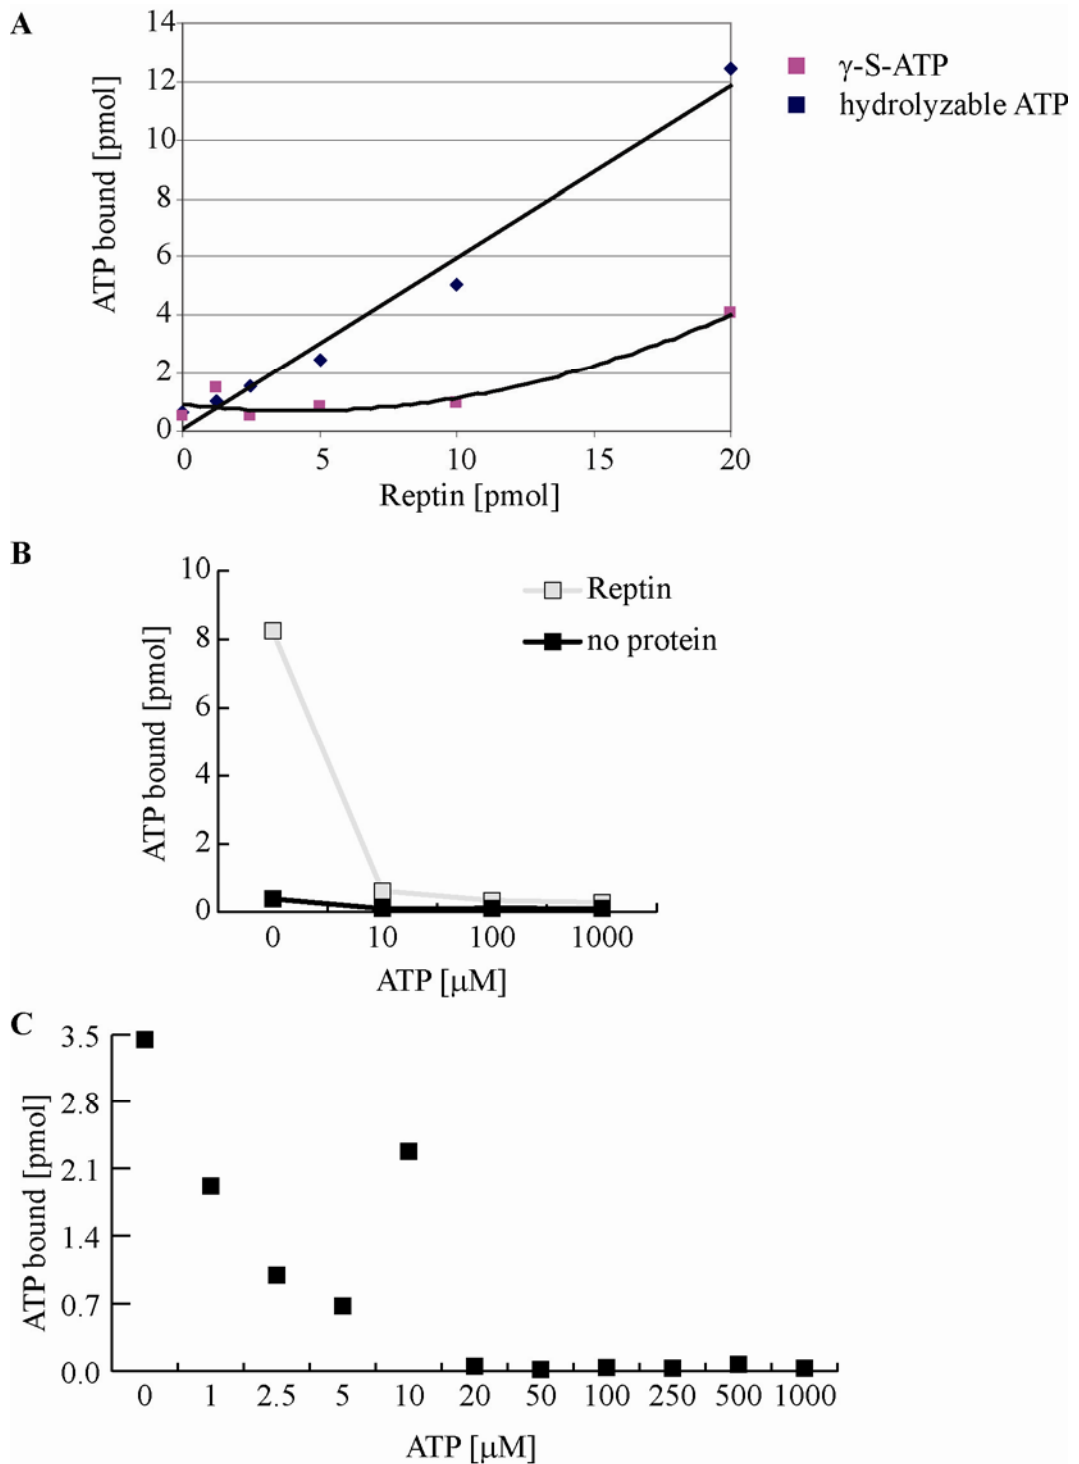 A
14
12
10
8
6
4
2
0
ATP bound [pmol]
0 5 10 15 20
Reptin [pmol]
γ-S-ATP
hydrolyzable ATP
B
10
8
6
4
2
0
ATP bound [pmol]
Reptin
no protein
0 10 100 1000
ATP [μM]
C
3.5
2.8
2.1
1.4
0.7
0.0
ATP bound [pmol]
0 1 2.5 5 10 20 50 100 250 500 1000
ATP [μM]